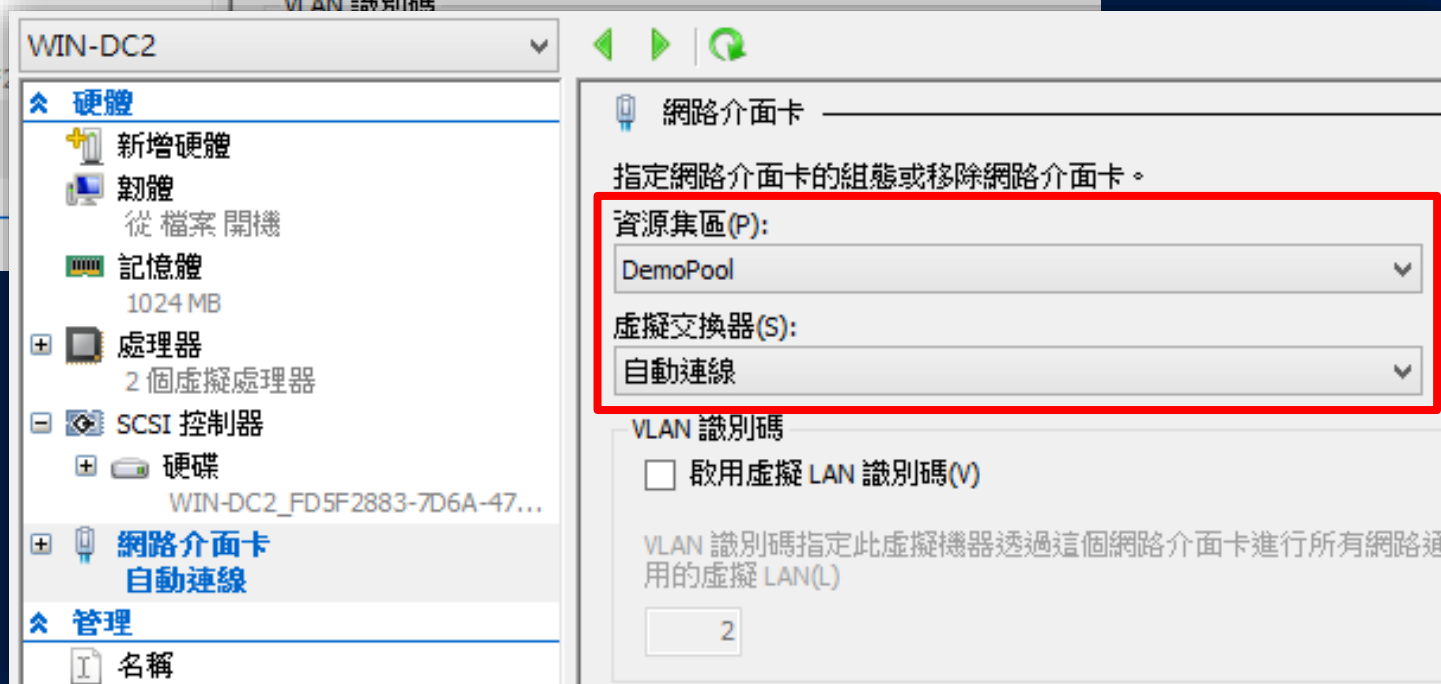 VLAN 識別碼
WIN-DC2
硬體
新增硬體
韌體
從 檔案 開機
記憶體
1024 MB
處理器
2 個虛擬處理器
SCSI 控制器
硬碟
WIN-DC2_FD5F2883-7D6A-47...
網路介面卡
自動連線
管理
名稱
網路介面卡
指定網路介面卡的組態或移除網路介面卡。
資源集區(P):
DemoPool
虛擬交換器(S):
自動連線
VLAN 識別碼
啟用虛擬 LAN 識別碼(V)
VLAN 識別碼指定此虛擬機器透過這個網路介面卡進行所有網路通
用的虛擬 LAN(L)
2